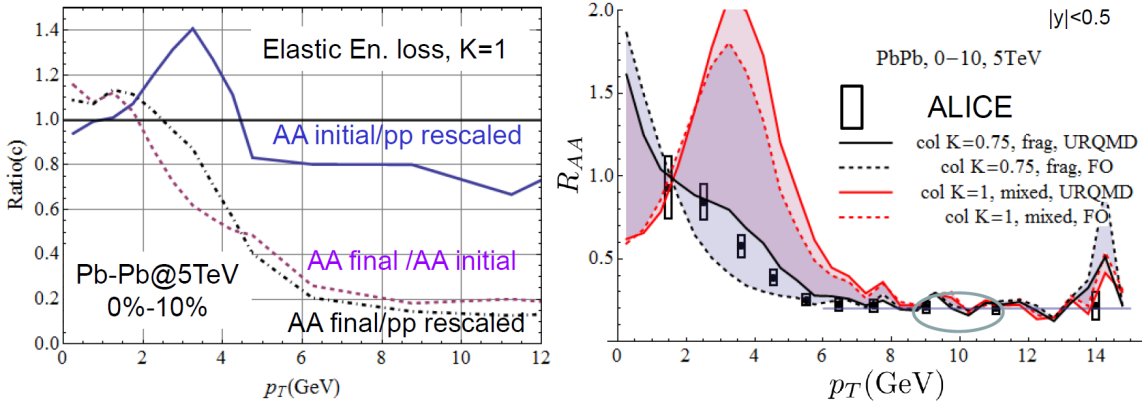 1.4
1.2
1.0
0.8
0.6
0.4
0.2
0.0
Ratio(c)
Elastic En. loss, K=1
AA initial/pp rescaled
AA final /AA initial
AA final/pp rescaled
Pb-Pb@5TeV
0%-10%
0 2 4 6 8 10 12
pT(GeV)
2.0
1.5
1.0
0.5
0.
RAA
|y|<0.5
PbPb, 0−10, 5TeV
ALICE
col K=0.75, frag, URQMD
col K=0.75, frag, FO
col K=1, mixed, URQMD
col K=1, mixed, FO
0 2 4 6 8 10 12 14
pT(GeV)